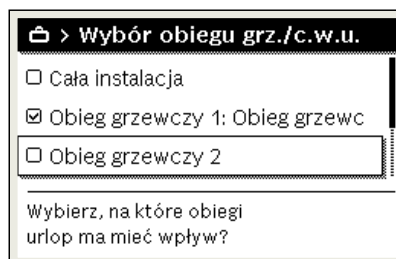 > Wybór obiegu grz./c.w.u.
Cała instalacja
Obieg grzewczy 1: Obieg grzewc
Obieg grzewczy 2
Wybierz, na które obiegi
urlop ma mieć wpływ?